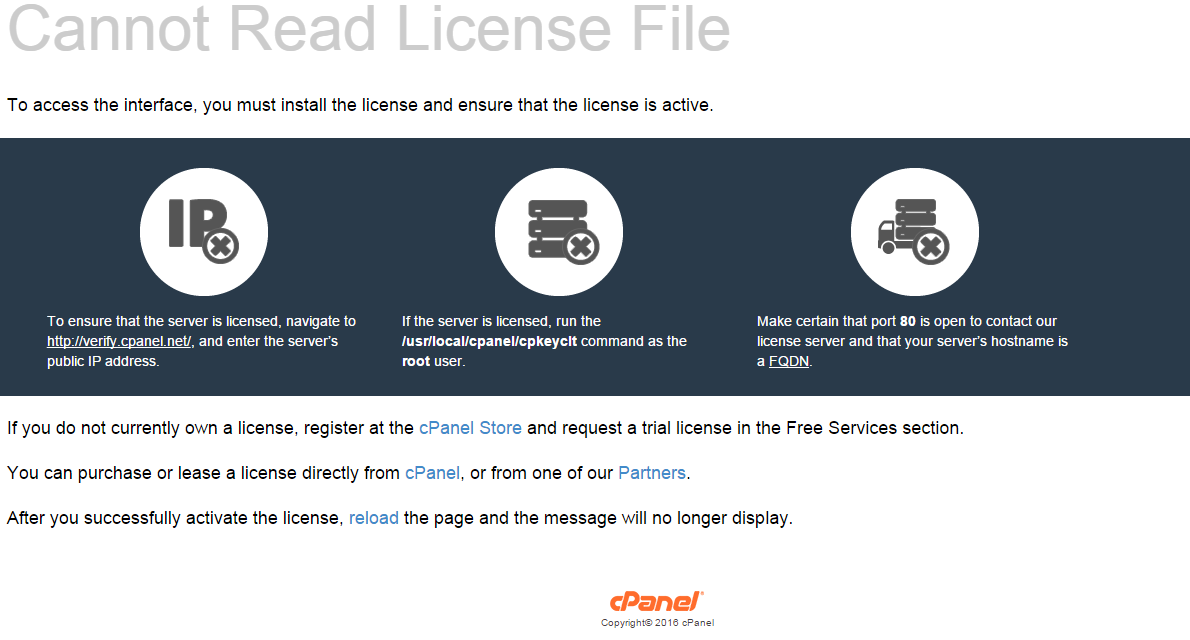 Cannot Read License File
To access the interface, you must install the license and ensure that the license is active.
IP
To ensure that the server is licensed, navigate to
http://verify.cpanel.net/, and enter the server's
public IP address.
If the server is licensed, run the
/usr/local/cpanel/cpkeyclt command as the
root user.
Make certain that port 80 is open to contact our
license server and that your server's hostname is
a FQDN.
If you do not currently own a license, register at the cPanel Store and request a trial license in the Free Services section.
You can purchase or lease a license directly from cPanel, or from one of our Partners.
After you successfully activate the license, reload the page and the message will no longer display.
cPanel®
Copyright© 2016 cPanel